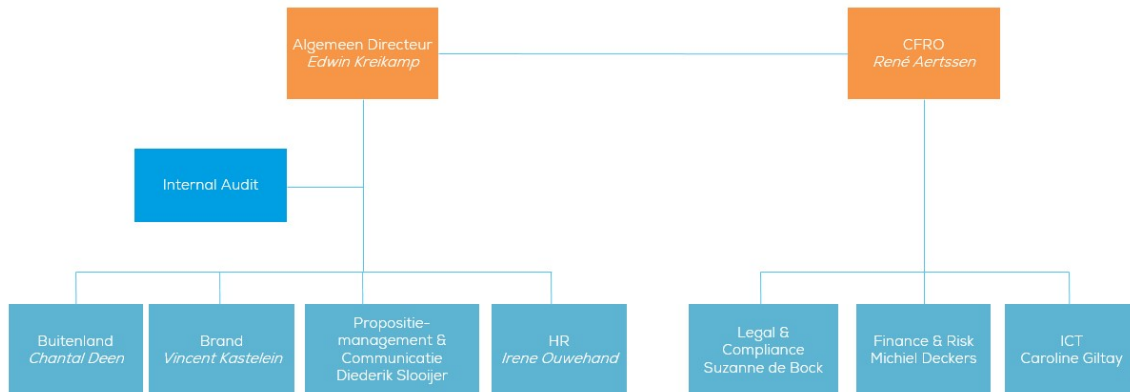 Algemeen Directeur
Edwin Kreikamp
CFRO
René Aertssen
Internal Audit
Buitenland
Chantal Deen
Brand
Vincent Kastelein
Propositie-
management &
Communicatie
Diederik Slooijer
HR
Irene Ouwehand
Legal &
Compliance
Suzanne de Bock
Finance & Risk
Michiel Deckers
ICT
Caroline Giltay